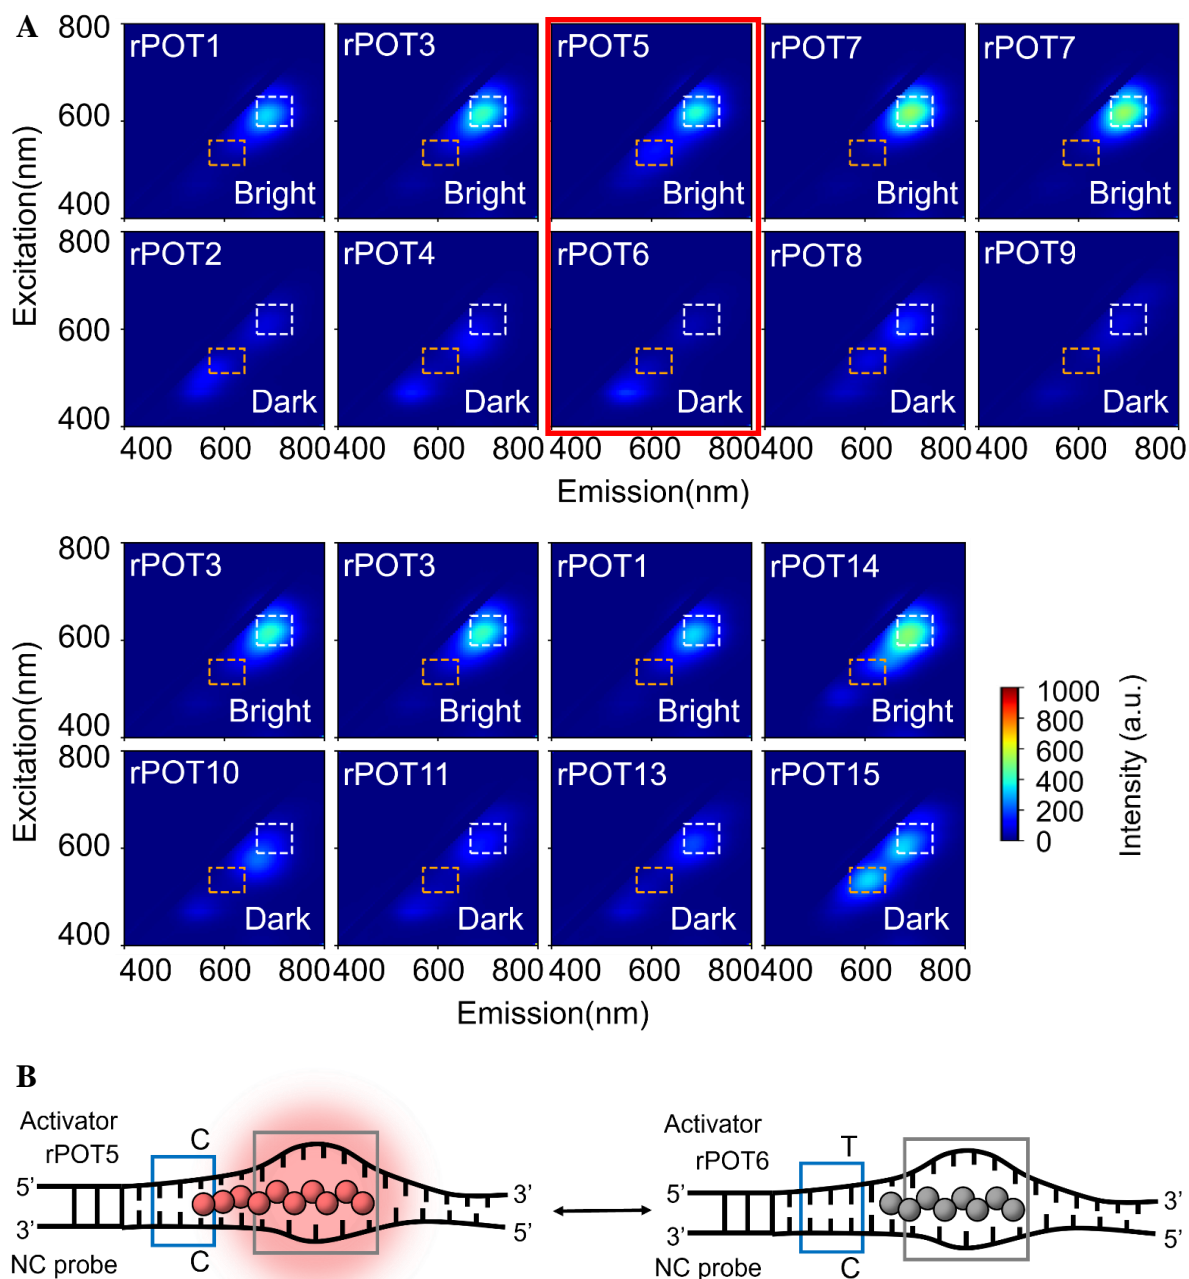 A
800
600
400
Excitation(nm)
rPOT1
Bright
rPOT3
Bright
rPOT5
Bright
rPOT7
Bright
rPOT7
Bright
800
600
400
Excitation(nm)
rPOT2
Dark
rPOT4
Dark
rPOT6
Dark
rPOT8
Dark
rPOT9
Dark
400 600 800
400 600 800
400 600 800
400 600 800
400 600 800
Emission(nm)
800
600
400
Excitation(nm)
rPOT3
Bright
rPOT3
Bright
rPOT1
Bright
rPOT14
Bright
800
600
400
Excitation(nm)
rPOT10
Dark
rPOT11
Dark
rPOT13
Dark
rPOT15
Dark
400 600 800
400 600 800
400 600 800
400 600 800
Emission(nm)
1000
800
600
400
200
0
Intensity (a.u.)
B
Activator
rPOT5
C
5’
3’
3’
5’
NC probe
C
Activator
rPOT6
T
5’
3’
3’
5’
NC probe
C